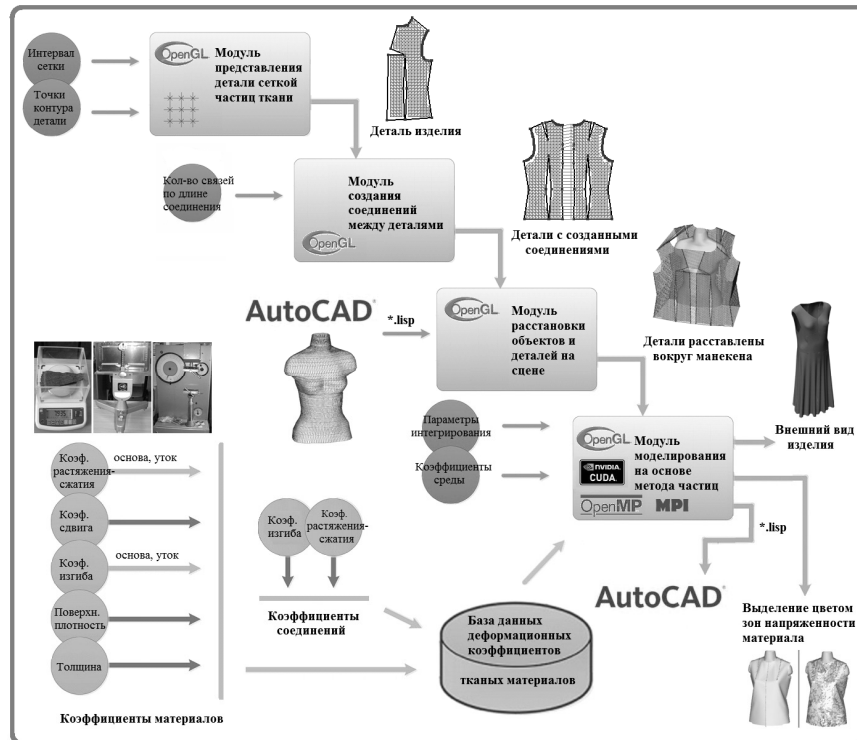 OpenGL
Модуль
представления
детали сеткой
частиц ткани
Интервал
сетки
Точки
контура
детали
Деталь изделия
Кол-во связей
по длине
соединения
Модуль
создания
соединений
между деталями
OpenGL
Детали с созданными
соединениями
AutoCAD
*.lisp
OpenGL
Модуль
расстановки
объектов и
деталей на
сцене
Детали расставлены
вокруг манекена
Параметры
интегрирования
Коэффициенты
среды
OpenGL
NVIDIA
CUDA
OpenMP
MPI
Модуль
моделирования
на основе
метода частиц
Внешний вид
изделия
*.lisp
AutoCAD
Выделение цветом
зон напряженности
материала
Коэф.
растяжения-
сжатия
основа, уток
Коэф.
сдвига
Коэф.
изгиба
основа, уток
Поверхн.
плотность
Толщина
Коэффициенты материалов
Коэф.
изгиба
Коэф.
растяжения-
сжатия
Коэффициенты
соединений
База данных
деформационных
коэффициентов
тканых материалов